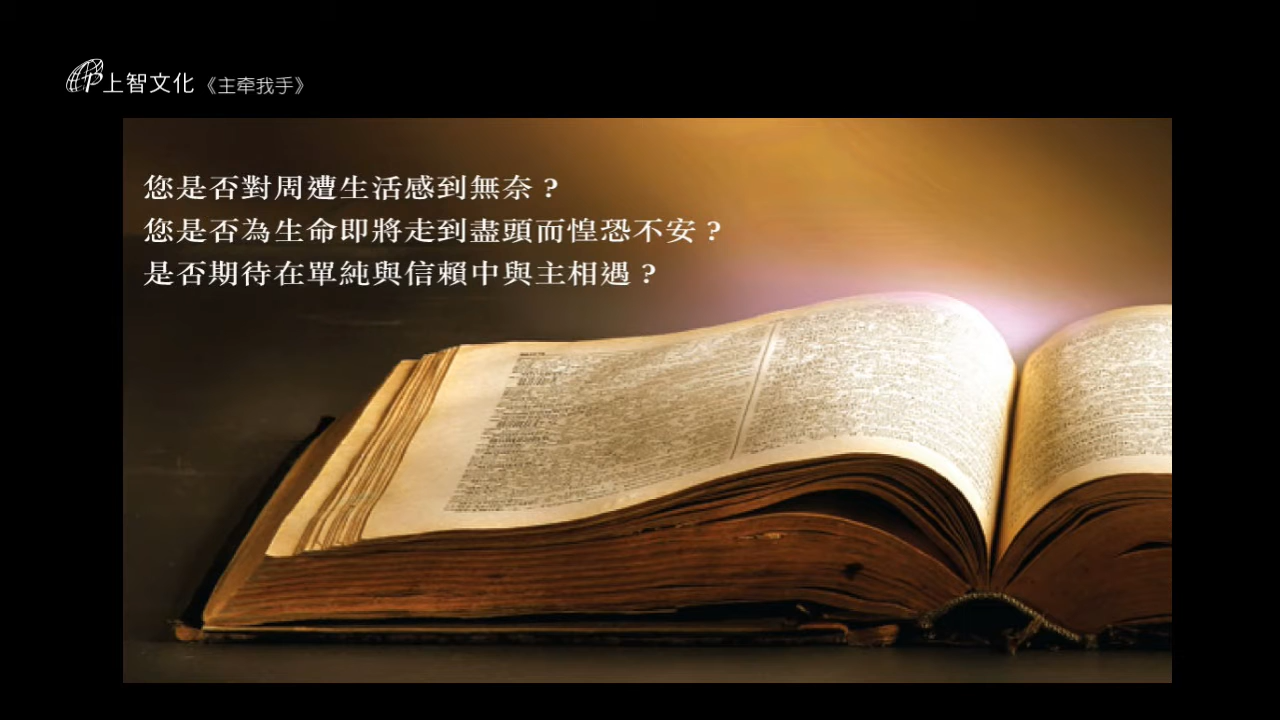 上智文化《主牽我手》
您是否對周遭生活感到無奈？
您是否為生命即將走到盡頭而惶恐不安？
是否期待在單純與信賴中與主相遇？